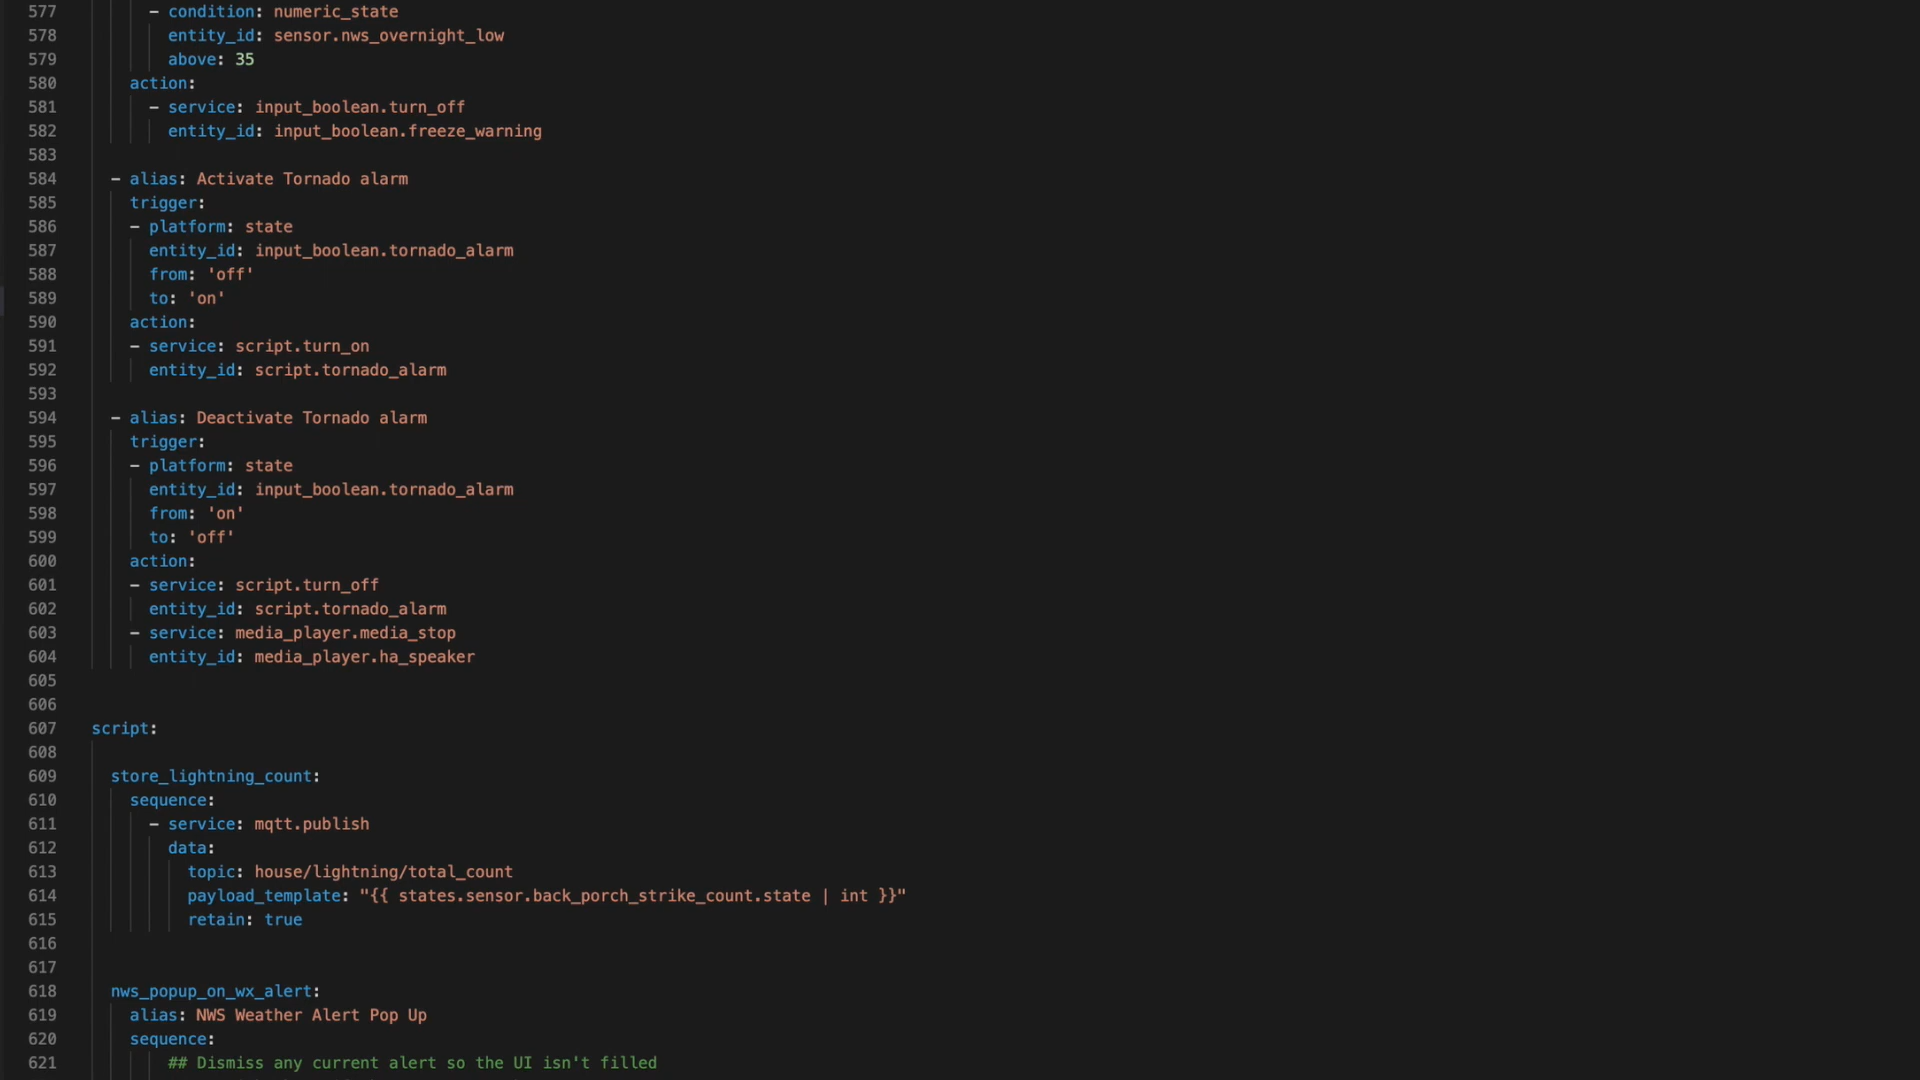 577 - condition: numeric_state
578 entity_id: sensor.nws_overnight_low
579 above: 35
580 action:
581 - service: input_boolean.turn_off
582 entity_id: input_boolean.freeze_warning
583
584 - alias: Activate Tornado alarm
585 trigger:
586 - platform: state
587 entity_id: input_boolean.tornado_alarm
588 from: 'off'
589 to: 'on'
590 action:
591 - service: script.turn_on
592 entity_id: script.tornado_alarm
593
594 - alias: Deactivate Tornado alarm
595 trigger:
596 - platform: state
597 entity_id: input_boolean.tornado_alarm
598 from: 'on'
599 to: 'off'
600 action:
601 - service: script.turn_off
602 entity_id: script.tornado_alarm
603 - service: media_player.media_stop
604 entity_id: media_player.ha_speaker
605
606
607 script:
608
609 store_lightning_count:
610 sequence:
611 - service: mqtt.publish
612 data:
613 topic: house/lightning/total_count
614 payload_template: "{{ states.sensor.back_porch_strike_count.state | int }}"
615 retain: true
616
617
618 nws_popup_on_wx_alert:
619 alias: NWS Weather Alert Pop Up
620 sequence:
621 ## Dismiss any current alert so the UI isn't filled